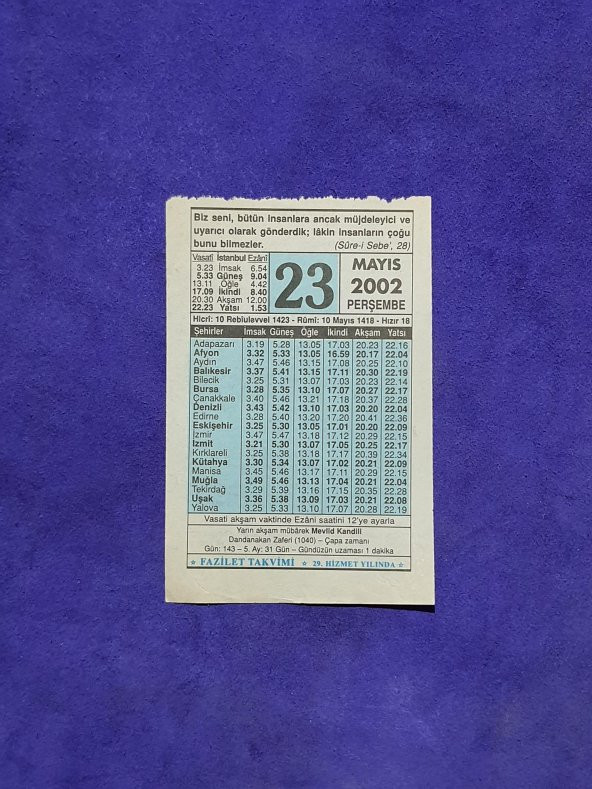 Biz seni, bütün insanlara ancak müjdeleyici ve
uyarıcı olarak gönderdik; lâkin insanların çoğu
bunu bilmezler. (Sûre-i Sebe', 28)
Vasatî İstanbul Ezânî
3.23 İmsak 6.54
5.33 Güneş 9.04
13.11 Öğle 4.42
17.09 İkindi 8.40
20.30 Akşam 12.00
22.23 Yatsı 1.53
23
MAYIS
2002
PERŞEMBE
Hicrî: 10 Rebîulevvel 1423 - Rûmî: 10 Mayıs 1418 - Hızır 18
Şehirler İmsak Güneş Öğle İkindi Akşam Yatsı
Adapazarı 3.19 5.28 13.05 17.03 20.23 22.16
Afyon 3.32 5.33 13.05 16.59 20.17 22.04
Aydın 3.47 5.46 13.15 17.08 20.25 22.10
Balıkesir 3.37 5.41 13.15 17.11 20.30 22.19
Bilecik 3.25 5.31 13.07 17.03 20.23 22.14
Bursa 3.28 5.35 13.10 17.07 20.27 22.17
Çanakkale 3.40 5.46 13.21 17.18 20.37 22.28
Denizli 3.43 5.42 13.10 17.03 20.20 22.04
Edirne 3.28 5.40 13.20 17.20 20.41 22.36
Eskişehir 3.25 5.30 13.05 17.01 20.20 22.09
İzmir 3.47 5.47 13.18 17.12 20.29 22.15
İzmit 3.21 5.30 13.07 17.05 20.25 22.17
Kırklareli 3.25 5.38 13.18 17.17 20.39 22.34
Kütahya 3.30 5.34 13.07 17.02 20.21 22.09
Manisa 3.45 5.46 13.17 17.11 20.29 22.15
Muğla 3,49 5.46 13.13 17.04 20.21 22.04
Tekirdağ 3.29 5.39 13.16 17.15 20.35 22.28
Uşak 3.36 5.38 13.09 17.03 20.21 22.08
Yalova 3.25 5.33 13.10 17.07 20.28 22.19
Vasati akşam vaktinde Ezâni saatini 12'ye ayarla
Yarın akşam mübârek Mevlid Kandili
Dandanakan Zaferi (1040) – Çapa zamanı
Gün: 143 – 5. Ay: 31 Gün – Gündüzün uzaması 1 dakika
☆ FAZİLET TAKVİMİ ☆ 29. HİZMET YILINDA ☆